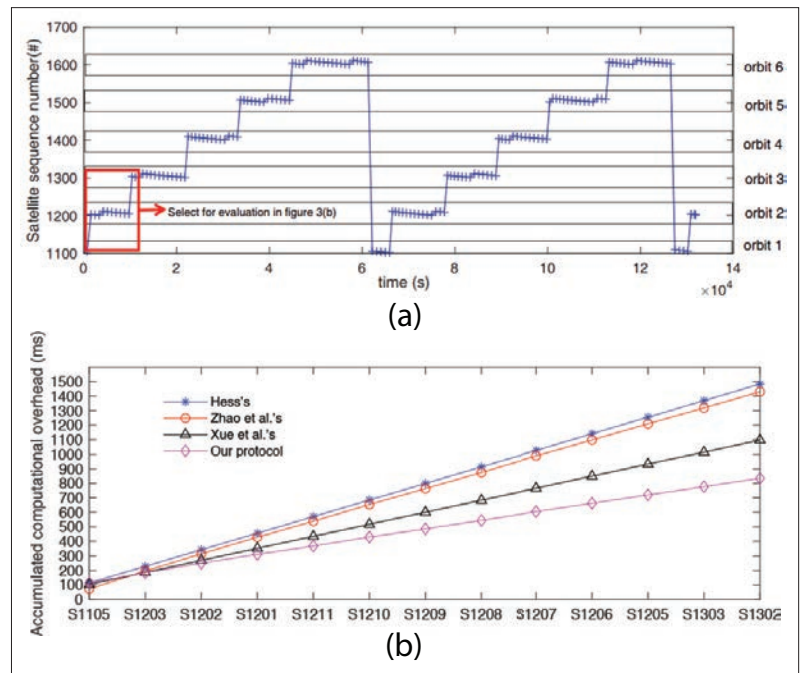 1700
1600
1500
1400
1300
1200
1100
Satellite sequence number(#)
orbit 6
orbit 5
orbit 4
orbit 3
orbit 2
orbit 1
Select for evaluation in figure 3(b)
0 2 4 6 8 10 12 14
time (s)
×10⁴
(a)
Accumulated computational overhead (ms)
1500
1400
1300
1200
1100
1000
900
800
700
600
500
400
300
200
100
0
Hess's
Zhao et al.'s
Xue et al.'s
Our protocol
S1105 S1203 S1202 S1201 S1211 S1210 S1209 S1208 S1207 S1206 S1205 S1303 S1302
(b)